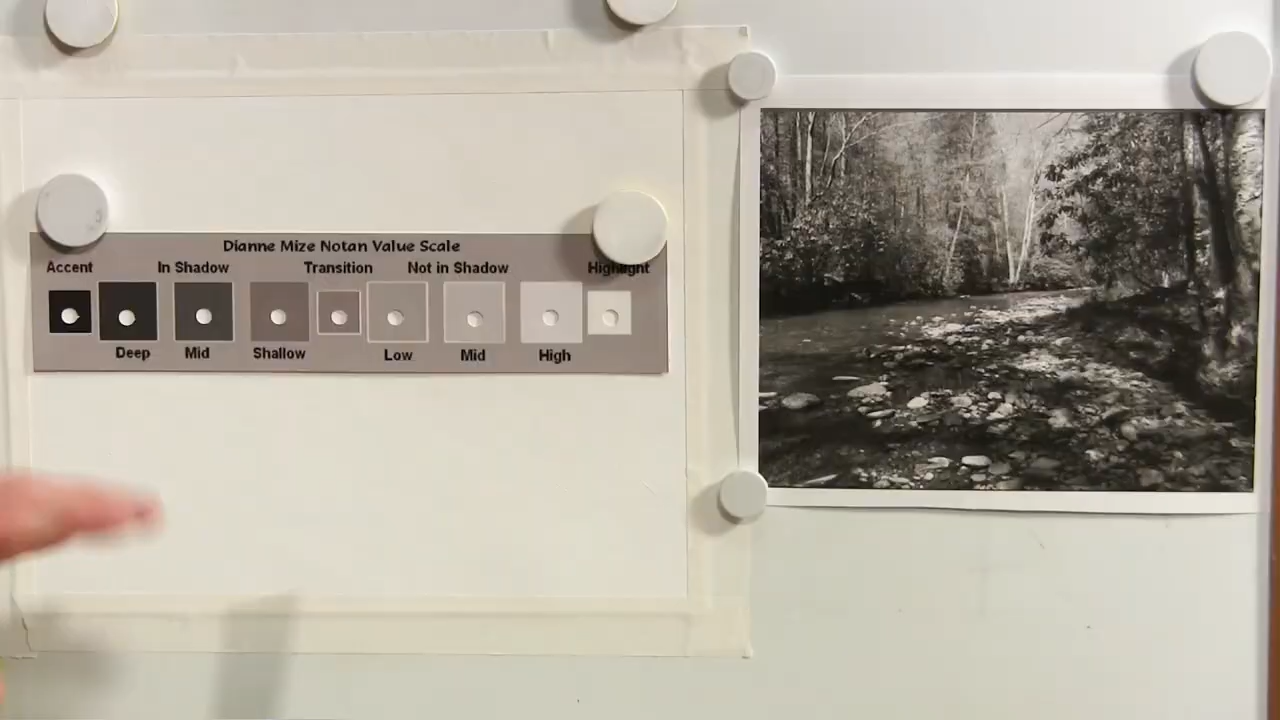 Dianne Mize Notan Value Scale
Accent In Shadow Transition Not in Shadow Highlight
Deep Mid Shallow Low Mid High